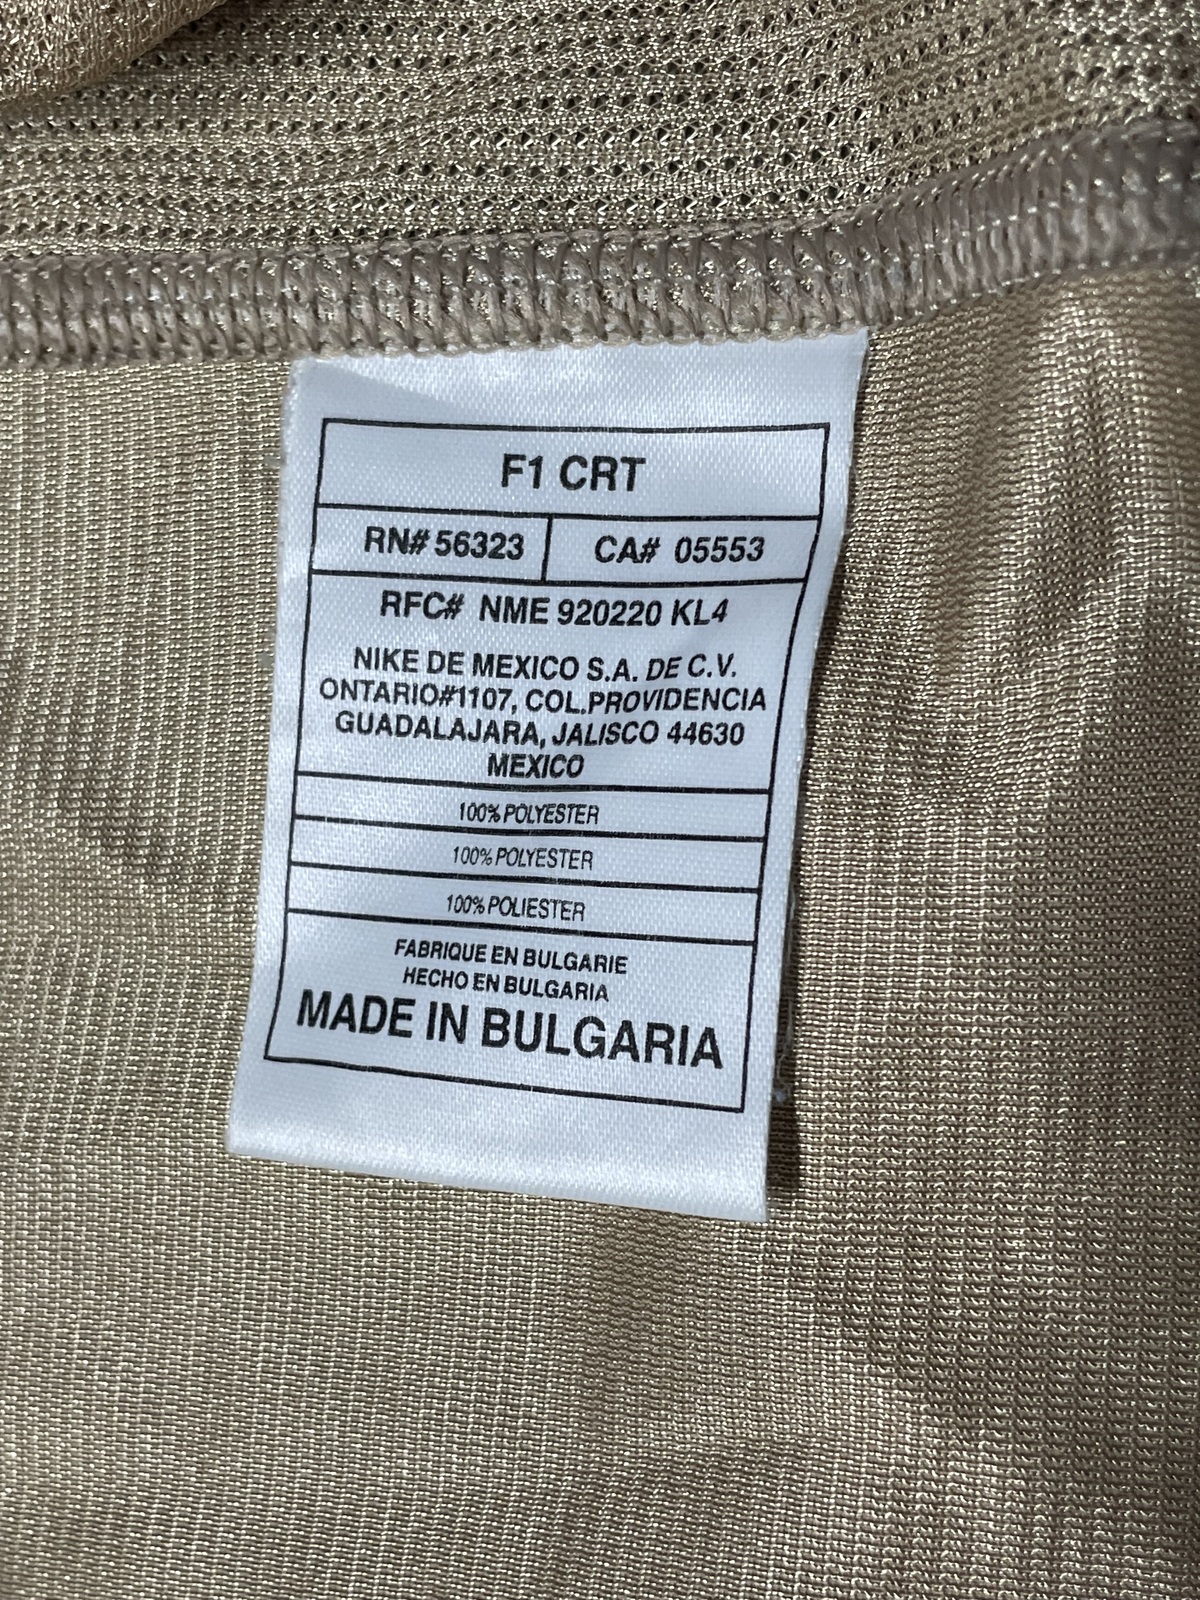 F1 CRT
RN# 56323 CA# 05553
RFC# NME 920220 KL4
NIKE DE MEXICO S.A. DE C.V.
ONTARIO#1107, COL.PROVIDENCIA
GUADALAJARA, JALISCO 44630
MEXICO
100% POLYESTER
100% POLYESTER
100% POLIESTER
FABRIQUE EN BULGARIE
HECHO EN BULGARIA
MADE IN BULGARIA